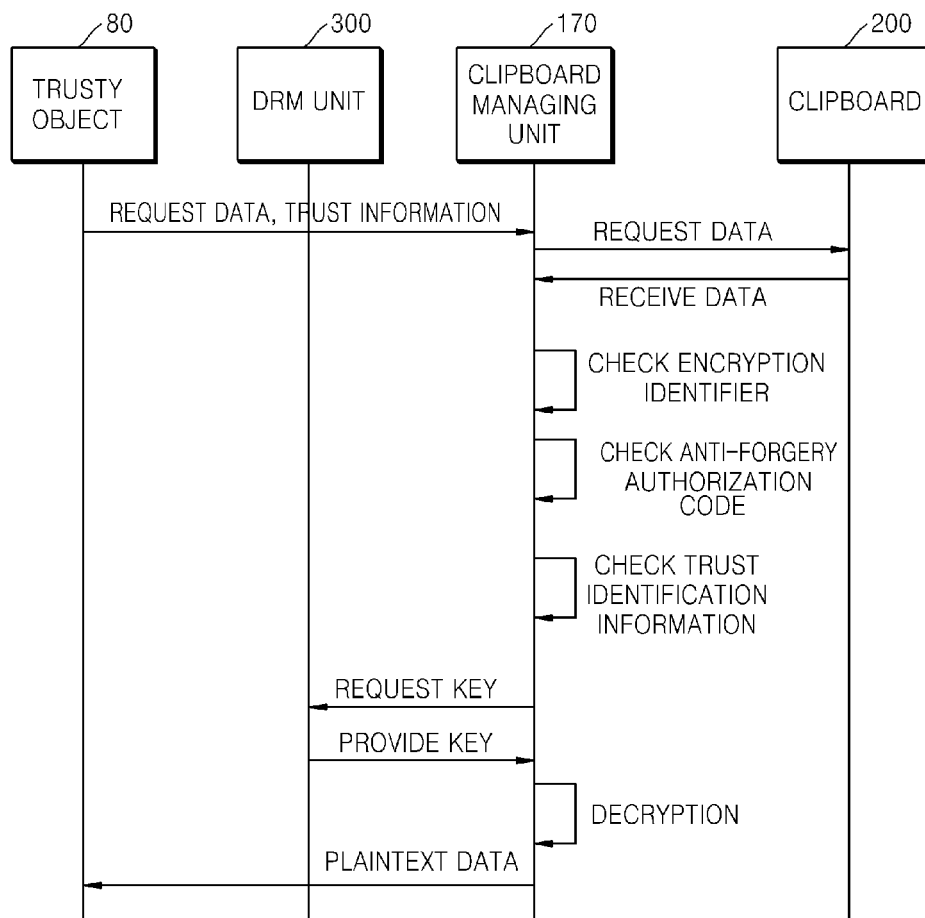 80
300
170
200
TRUSTY
OBJECT
DRM UNIT
CLIPBOARD
MANAGING
UNIT
CLIPBOARD
REQUEST DATA, TRUST INFORMATION
REQUEST DATA
RECEIVE DATA
CHECK ENCRYPTION
IDENTIFIER
CHECK ANTI-FORGERY
AUTHORIZATION
CODE
CHECK TRUST
IDENTIFICATION
INFORMATION
REQUEST KEY
PROVIDE KEY
DECRYPTION
PLAINTEXT DATA